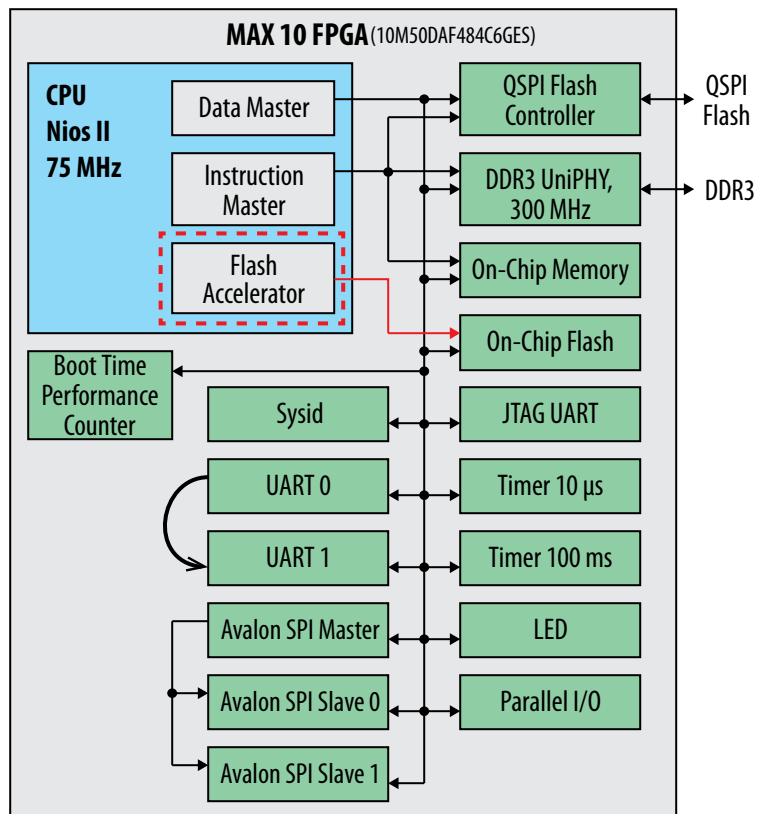 MAX 10 FPGA (10M50DAF484C6GES)
CPU
Nios II
75 MHz
Data Master
Instruction
Master
Flash
Accelerator
QSPI Flash
Controller
QSPI
Flash
DDR3 UniPHY,
300 MHz
DDR3
On-Chip Memory
On-Chip Flash
Boot Time
Performance
Counter
Sysid
JTAG UART
UART 0
Timer 10 µs
UART 1
Timer 100 ms
Avalon SPI Master
LED
Avalon SPI Slave 0
Parallel I/O
Avalon SPI Slave 1